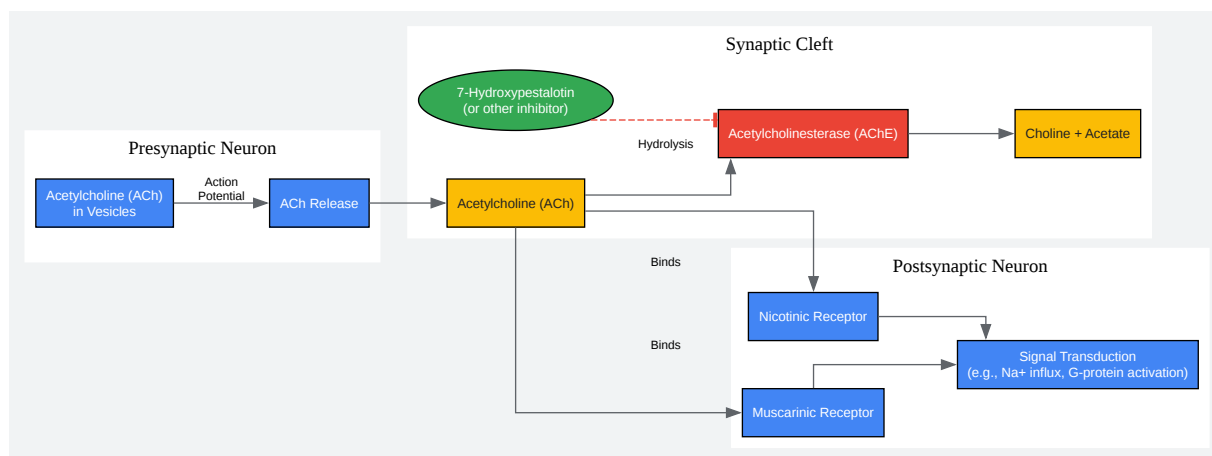 Synaptic Cleft
7-Hydroxypestalotin
(or other inhibitor)
Acetylcholinesterase (AChE)
Choline + Acetate
Hydrolysis
Presynaptic Neuron
Acetylcholine (ACh)
in Vesicles
Action
Potential
ACh Release
Acetylcholine (ACh)
Binds
Postsynaptic Neuron
Nicotinic Receptor
Binds
Signal Transduction
(e.g., Na+ influx, G-protein activation)
Muscarinic Receptor